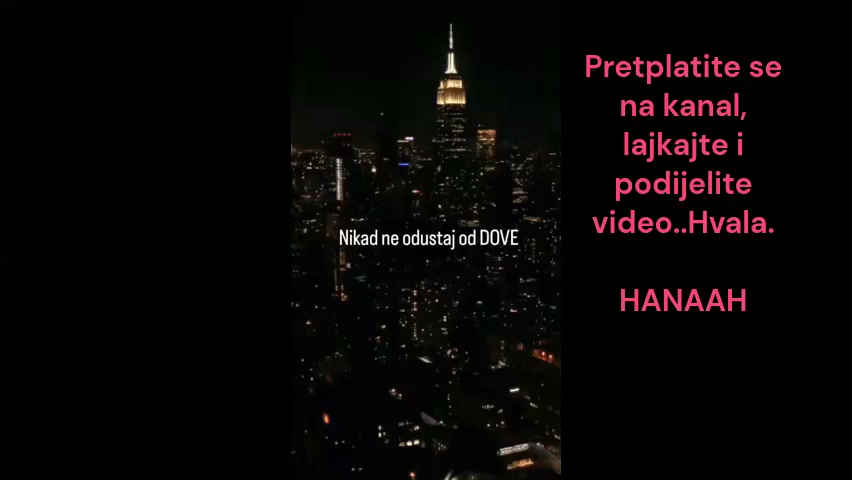 Nikad ne odustaj od DOVE
Pretplatite se
na kanal,
lajkajte i
podijelite
video..Hvala.
HANAAH